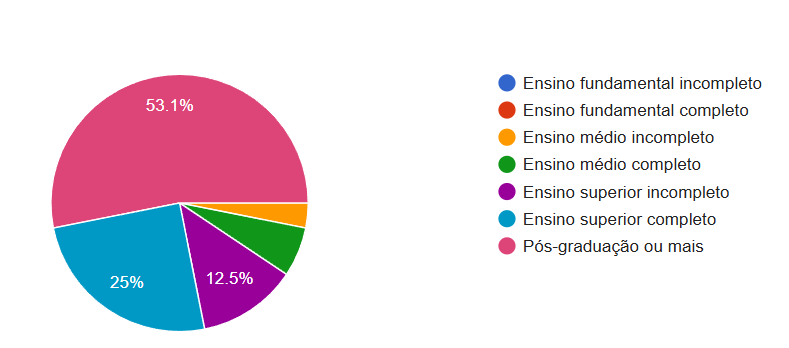 53.1%
25%
12.5%
Ensino fundamental incompleto
Ensino fundamental completo
Ensino médio incompleto
Ensino médio completo
Ensino superior incompleto
Ensino superior completo
Pós-graduação ou mais